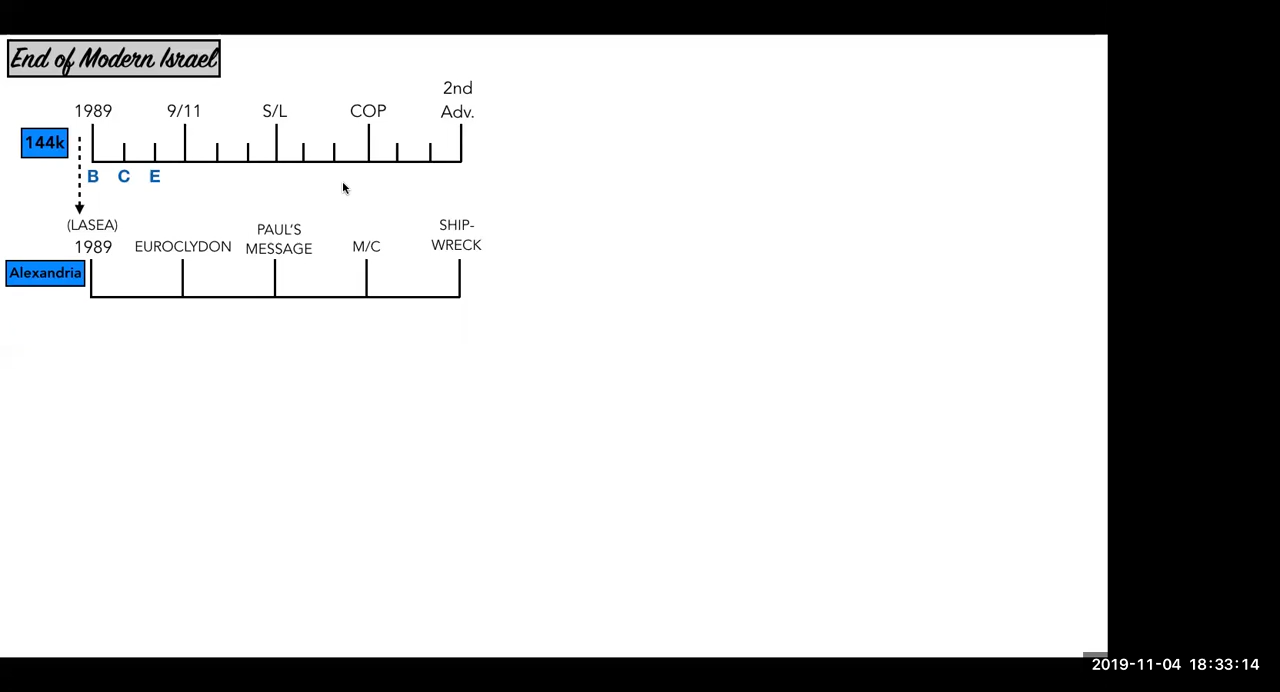 End of Modern Israel
2nd
1989 9/11 S/L COP Adv.
144k
B C E
(LASEA) PAUL'S SHIP-
1989 EUROCLYDON MESSAGE M/C WRECK
Alexandria
2019-11-04 18:33:14